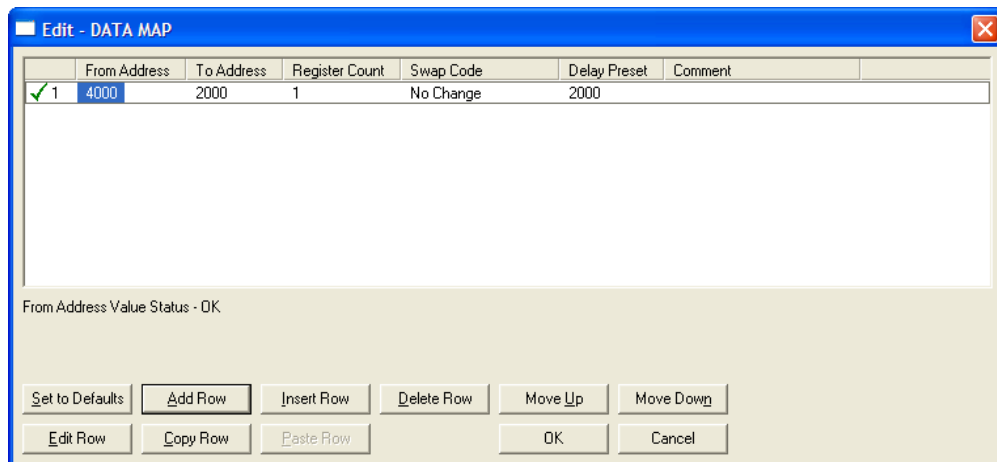 Edit - DATA MAP
From Address To Address Register Count Swap Code Delay Preset Comment
1 4000 2000 1 No Change 2000
From Address Value Status - OK
Set to Defaults Add Row Insert Row Delete Row Move Up Move Down
Edit Row Copy Row Paste Row OK Cancel